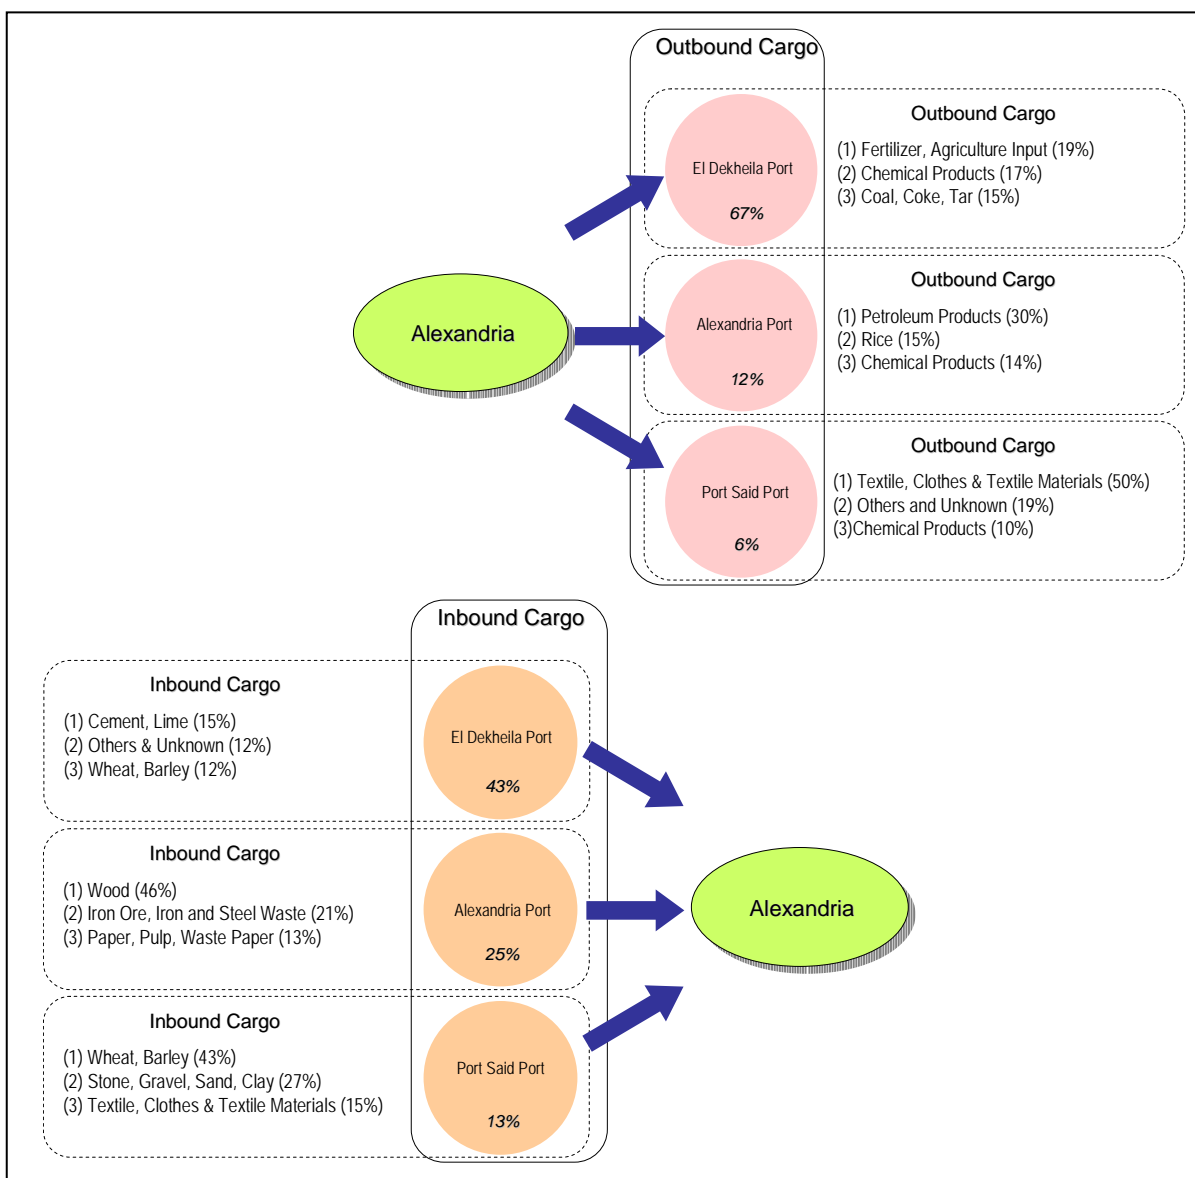 Outbound Cargo
Outbound Cargo
El Dekheila Port
67%
(1) Fertilizer, Agriculture Input (19%)
(2) Chemical Products (17%)
(3) Coal, Coke, Tar (15%)
Alexandria
Outbound Cargo
Alexandria Port
12%
(1) Petroleum Products (30%)
(2) Rice (15%)
(3) Chemical Products (14%)
Outbound Cargo
Port Said Port
6%
(1) Textile, Clothes & Textile Materials (50%)
(2) Others and Unknown (19%)
(3)Chemical Products (10%)
Inbound Cargo
Inbound Cargo
(1) Cement, Lime (15%)
(2) Others & Unknown (12%)
(3) Wheat, Barley (12%)
El Dekheila Port
43%
Inbound Cargo
(1) Wood (46%)
(2) Iron Ore, Iron and Steel Waste (21%)
(3) Paper, Pulp, Waste Paper (13%)
Alexandria Port
25%
Alexandria
Inbound Cargo
(1) Wheat, Barley (43%)
(2) Stone, Gravel, Sand, Clay (27%)
(3) Textile, Clothes & Textile Materials (15%)
Port Said Port
13%